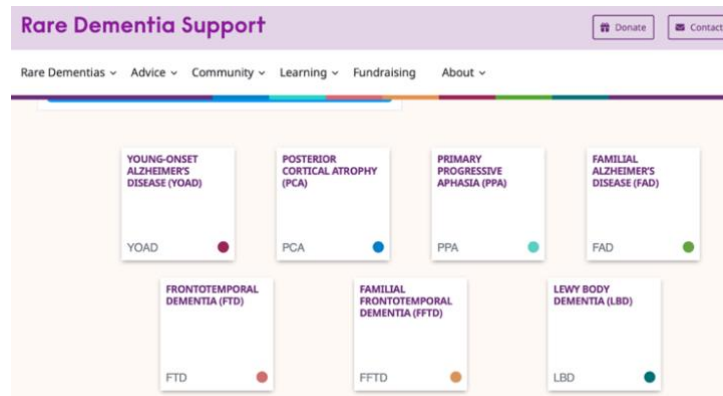 Rare Dementia Support
Donate
Contact
Rare Dementias
Advice
Community
Learning
Fundraising
About
YOUNG-ONSET
ALZHEIMER'S
DISEASE (YOAD)
YOAD
POSTERIOR
CORTICAL ATROPHY
(PCA)
PCA
PRIMARY
PROGRESSIVE
APHASIA (PPA)
PPA
FAMILIAL
ALZHEIMER'S
DISEASE (FAD)
FAD
FRONTOTEMPORAL
DEMENTIA (FTD)
FTD
FAMILIAL
FRONTOTEMPORAL
DEMENTIA (FFTD)
FFTD
LEWY BODY
DEMENTIA (LBD)
LBD